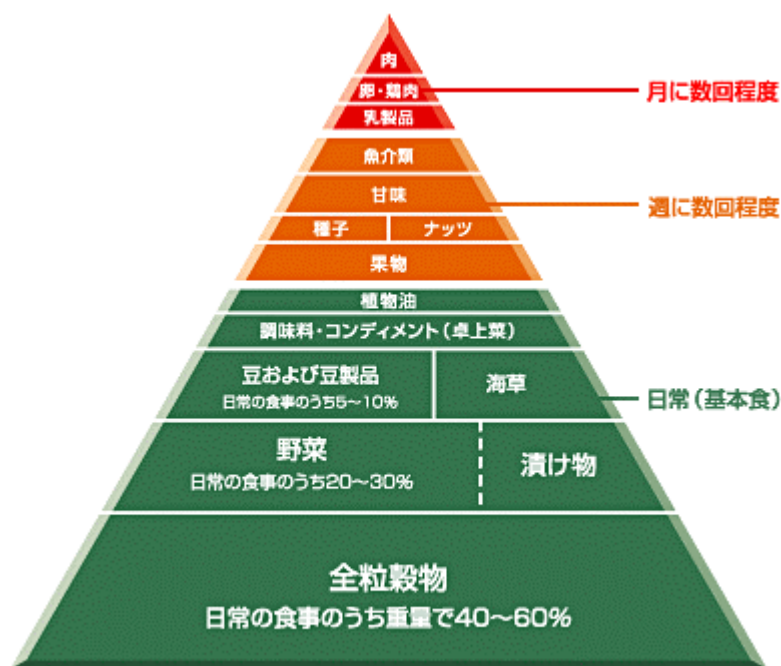 肉
卵・鶏肉
月に数回程度
乳製品
魚介類
甘味
週に数回程度
種子
ナッツ
果物
植物油
調味料・コンディメント(卓上菜)
豆および豆製品
日常の食事のうち5〜10%
海草
日常(基本食)
野菜
日常の食事のうち20〜30%
漬け物
全粒穀物
日常の食事のうち重量で40〜60%